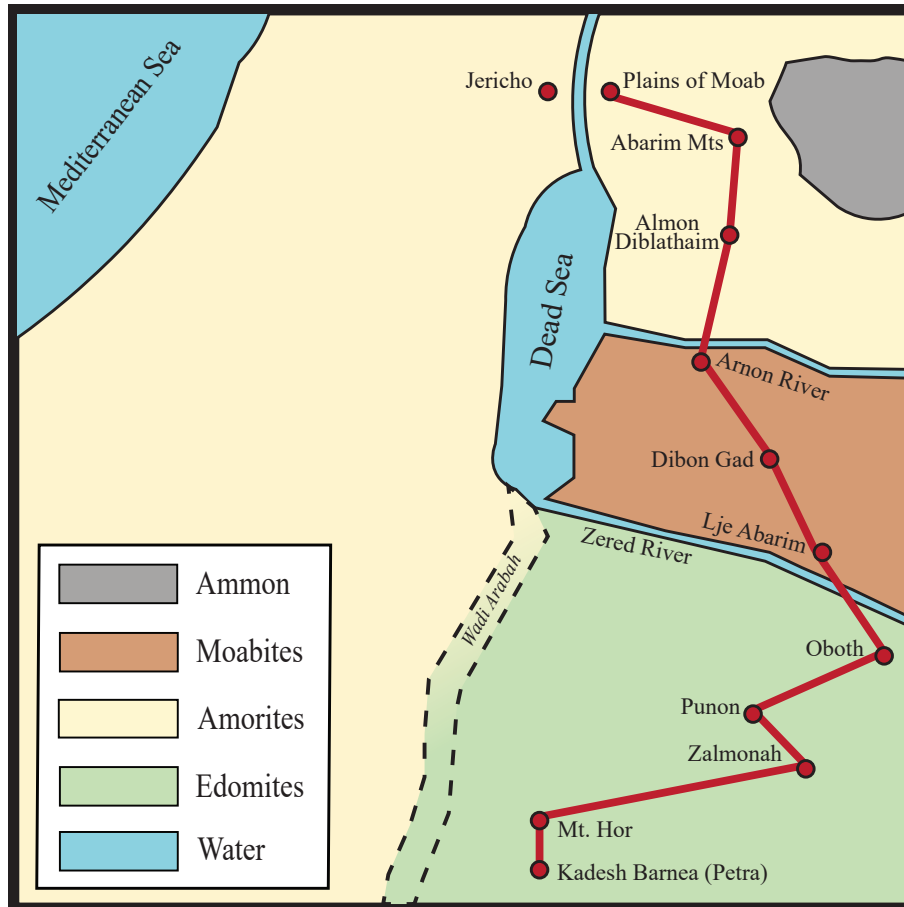 Mediterranean Sea
Jericho
Plains of Moab
Abarim Mts
Almon
Diblathaim
Dead Sea
Arnon River
Dibon Gad
Lje Abarim
Zered River
Wadi Arabah
Oboth
Punon
Zalmonah
Mt. Hor
Kadesh Barnea (Petra)
Ammon
Moabites
Amorites
Edomites
Water